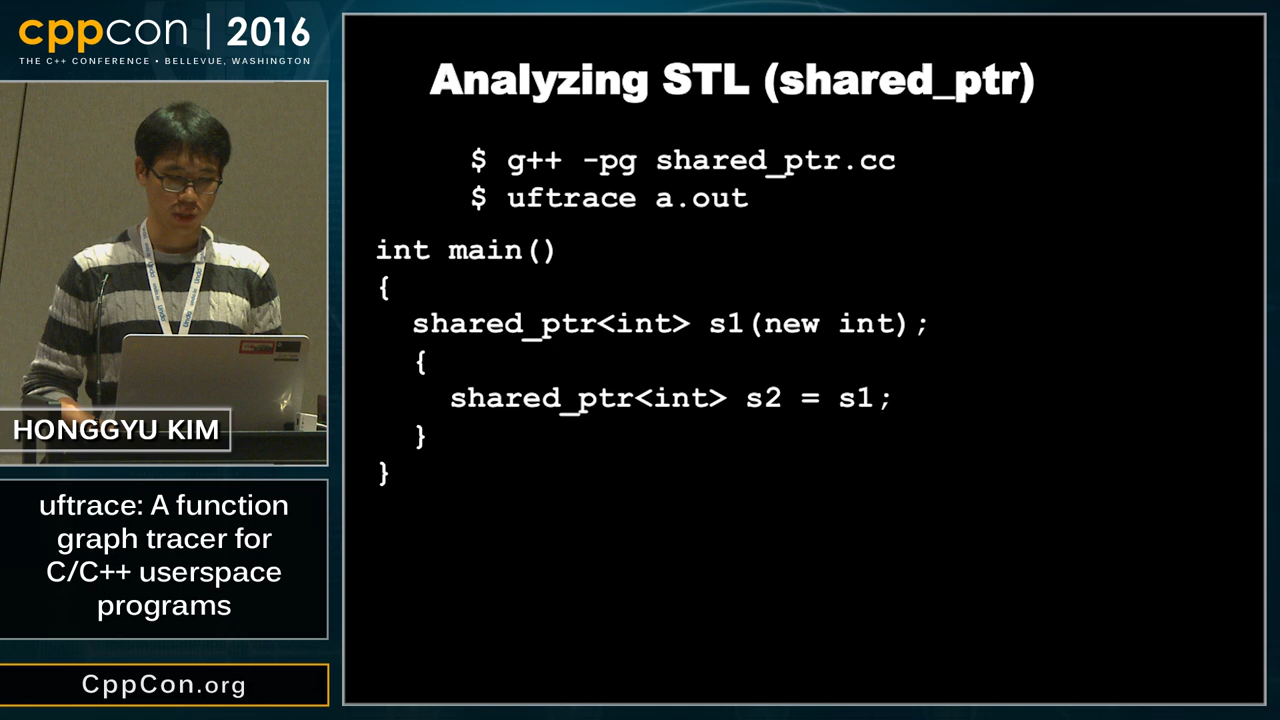 cppcon | 2016
THE C++ CONFERENCE • BELLEVUE, WASHINGTON
Analyzing STL (shared_ptr)
$ g++ -pg shared_ptr.cc
$ uftrace a.out
int main()
{
shared_ptr<int> s1(new int);
{
shared_ptr<int> s2 = s1;
}
}
HONGGYU KIM
uftrace: A function
graph tracer for
C/C++ userspace
programs
CppCon.org